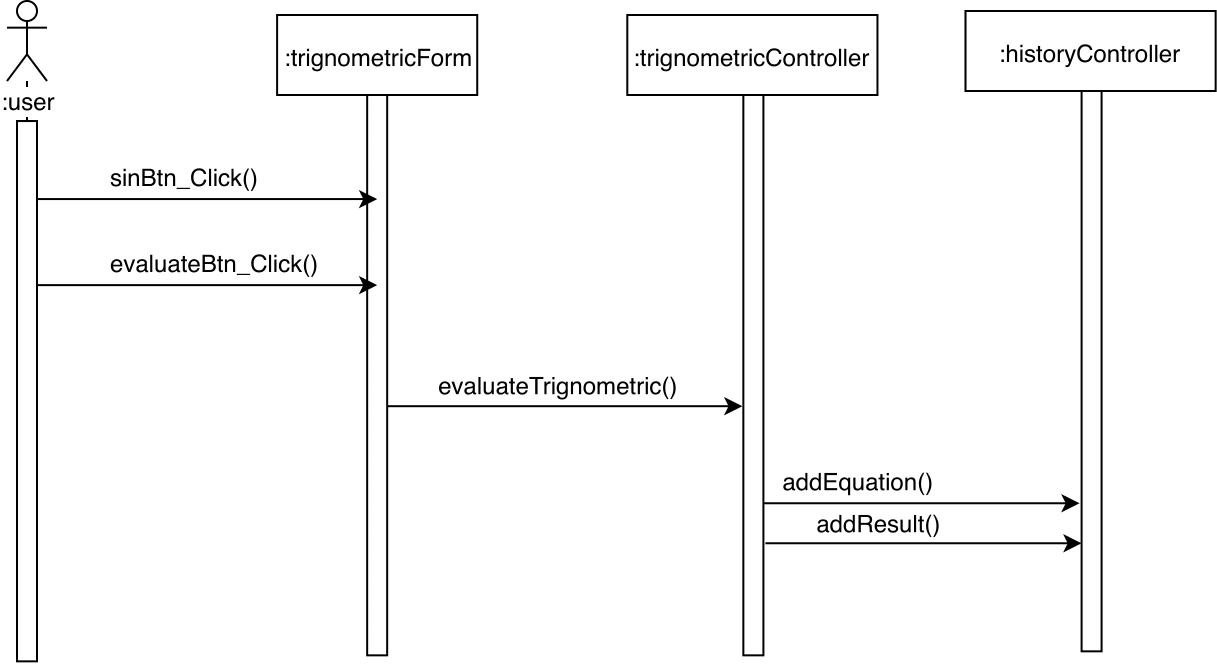 :user
:trignometricForm
:trignometricController
:historyController
sinBtn_Click()
evaluateBtn_Click()
evaluateTrignometric()
addEquation()
addResult()